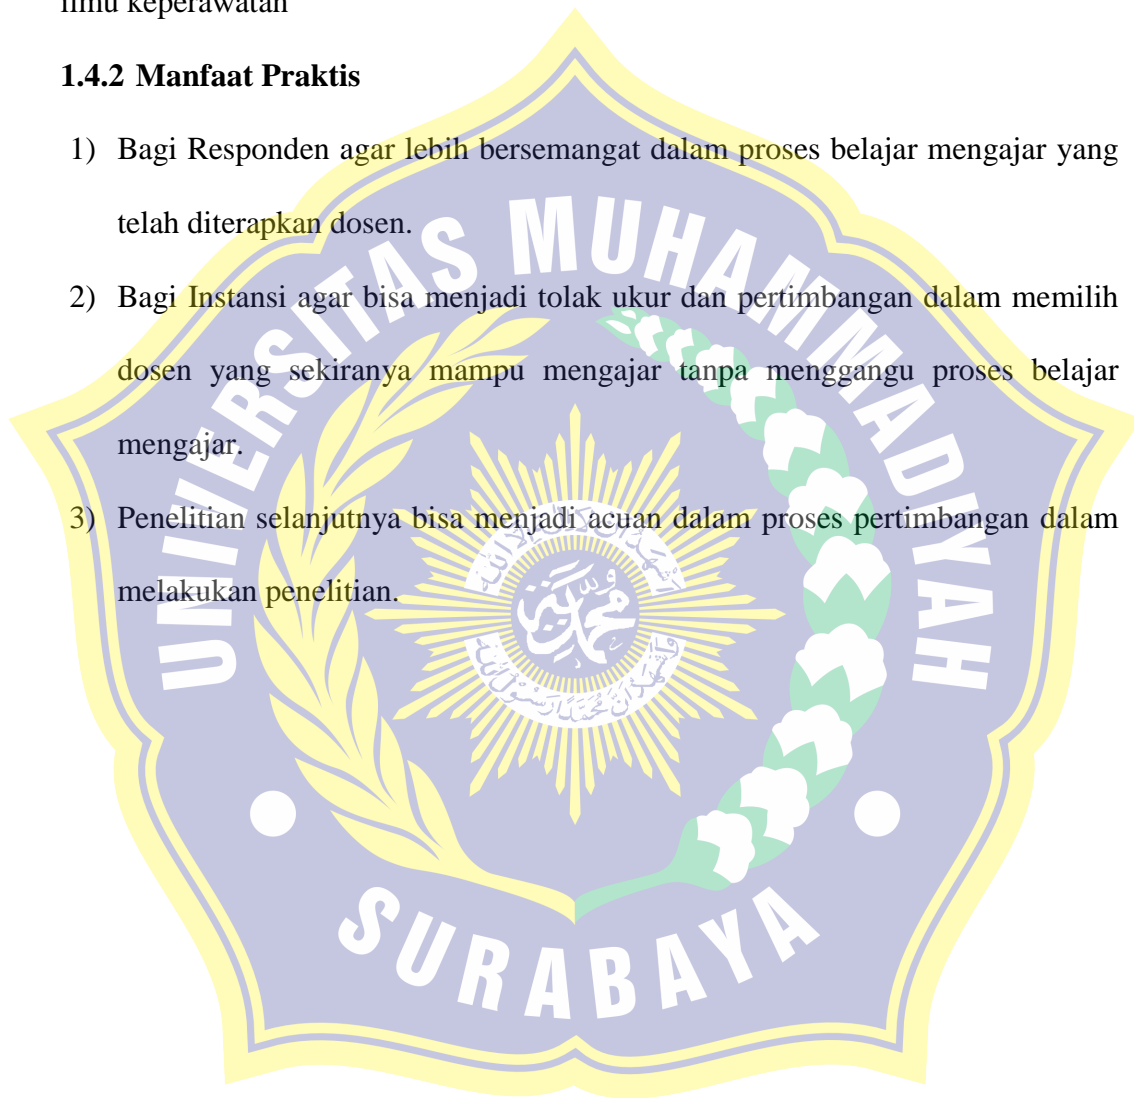 ilmu keperawatan
1.4.2 Manfaat Praktis
1) Bagi Responden agar lebih bersemangat dalam proses belajar mengajar yang
telah diterapkan dosen.
2) Bagi Instansi agar bisa menjadi tolak ukur dan pertimbangan dalam memilih
dosen yang sekiranya mampu mengajar tanpa menggangu proses belajar
mengajar.
3) Penelitian selanjutnya bisa menjadi acuan dalam proses pertimbangan dalam
melakukan penelitian.
UNIVERSITAS MUHAMMADIYAH
SURABAYA